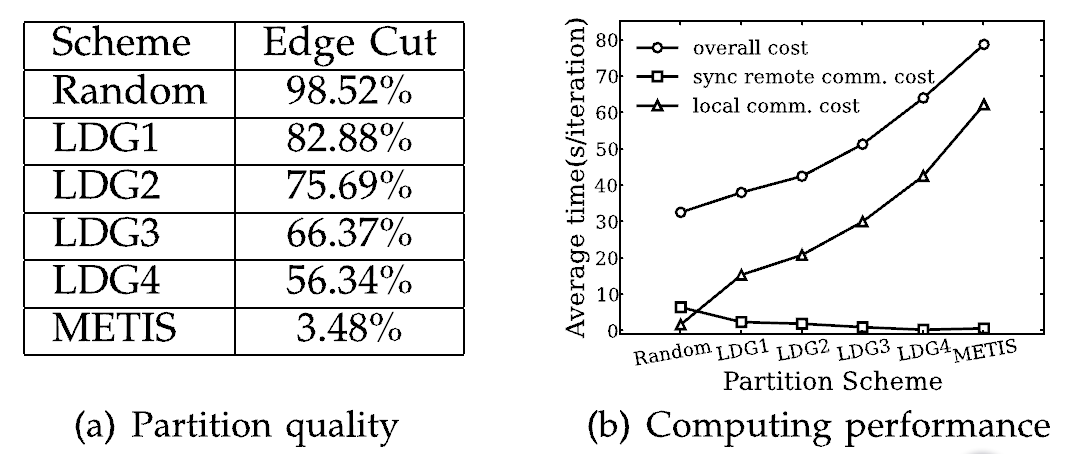 Scheme Edge Cut
Random 98.52%
LDG1 82.88%
LDG2 75.69%
LDG3 66.37%
LDG4 56.34%
METIS 3.48%
(a) Partition quality
Average time(s/iteration)
80
70
60
50
40
30
20
10
0
overall cost
sync remote comm. cost
local comm. cost
Random LDG1 LDG2 LDG3 LDG4 METIS
Partition Scheme
(b) Computing performance